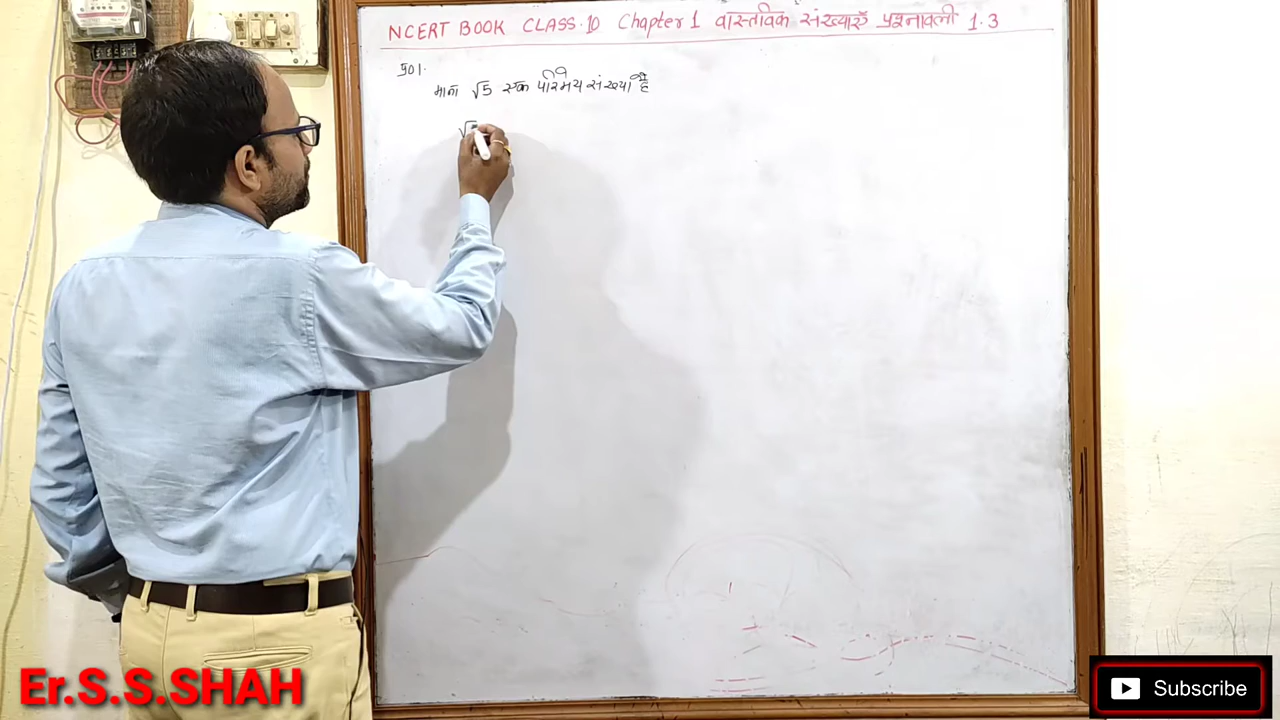 NCERT BOOK CLASS.10 Chapter 1 वास्तविक संख्याएँ प्रश्नावली 1.3
प्र01.
माना √5 एक परिमेय संख्या है
Er.S.S.SHAH
Subscribe